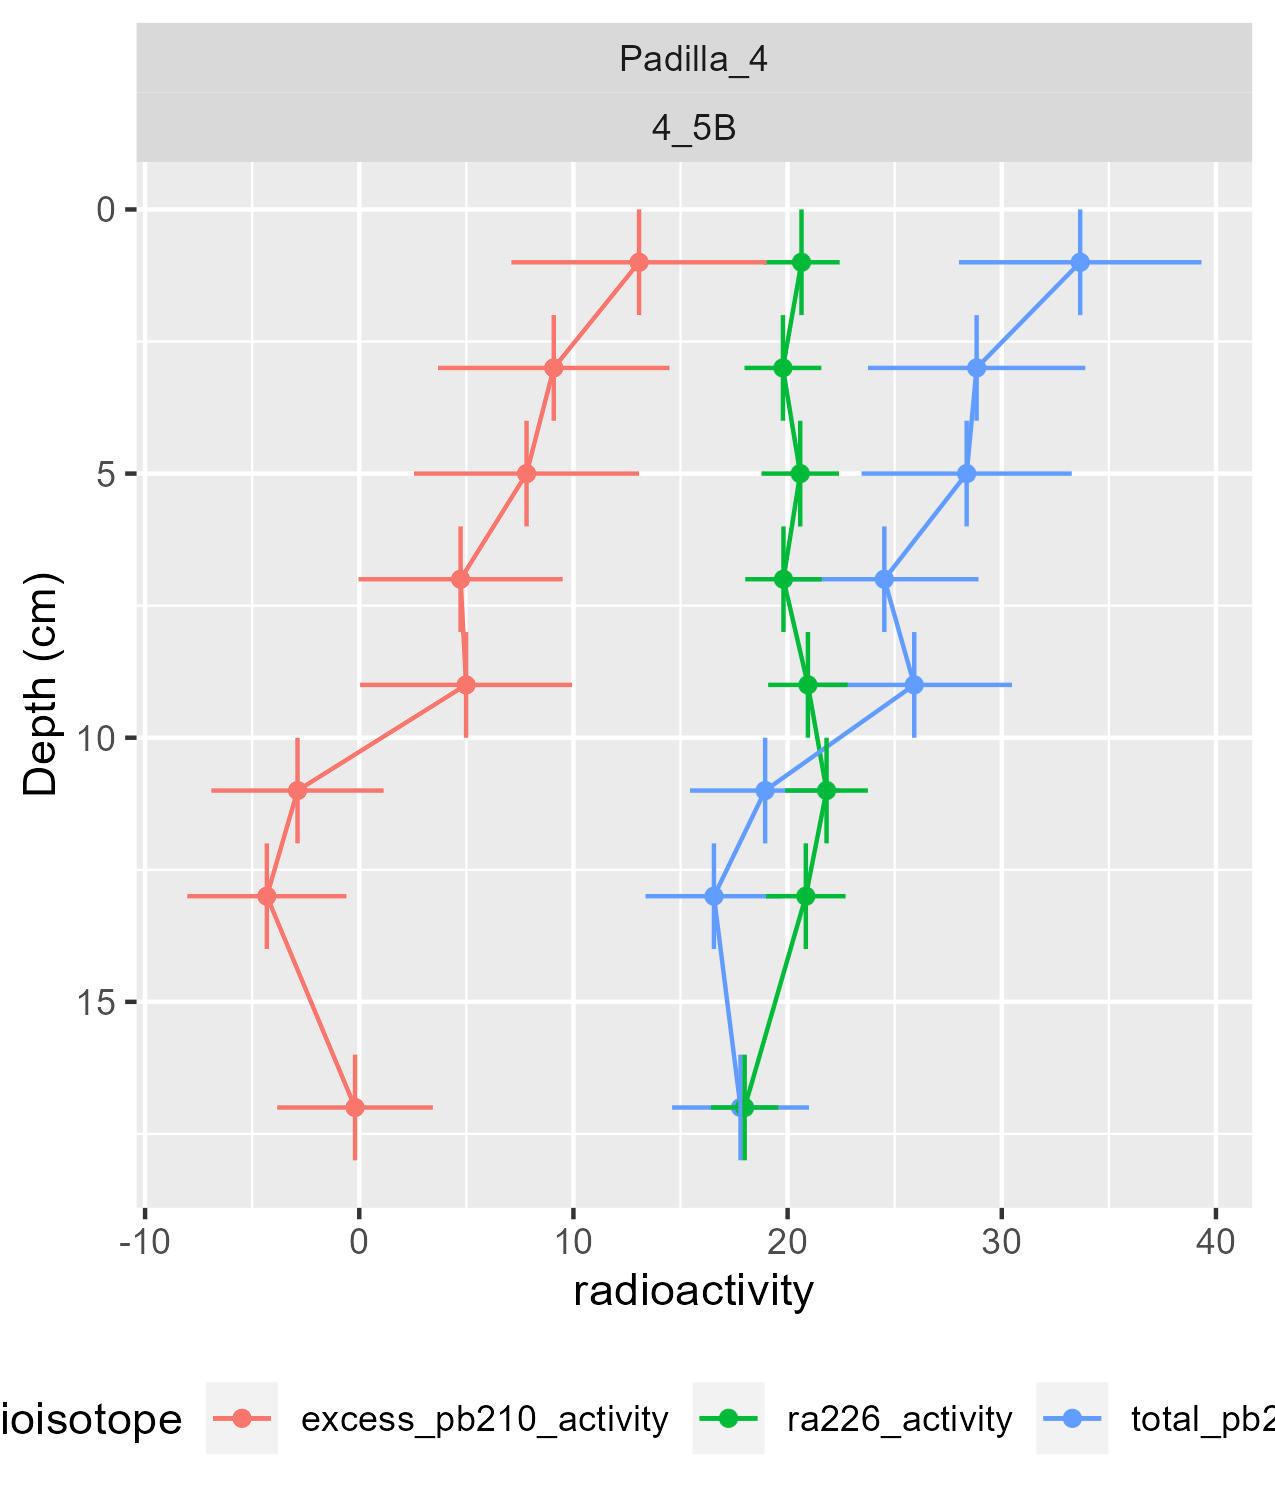 Padilla_4
4_5B
0
5
10
15
Depth (cm)
-10 0 10 20 30 40
radioactivity
ioisotope excess_pb210_activity ra226_activity total_pb2